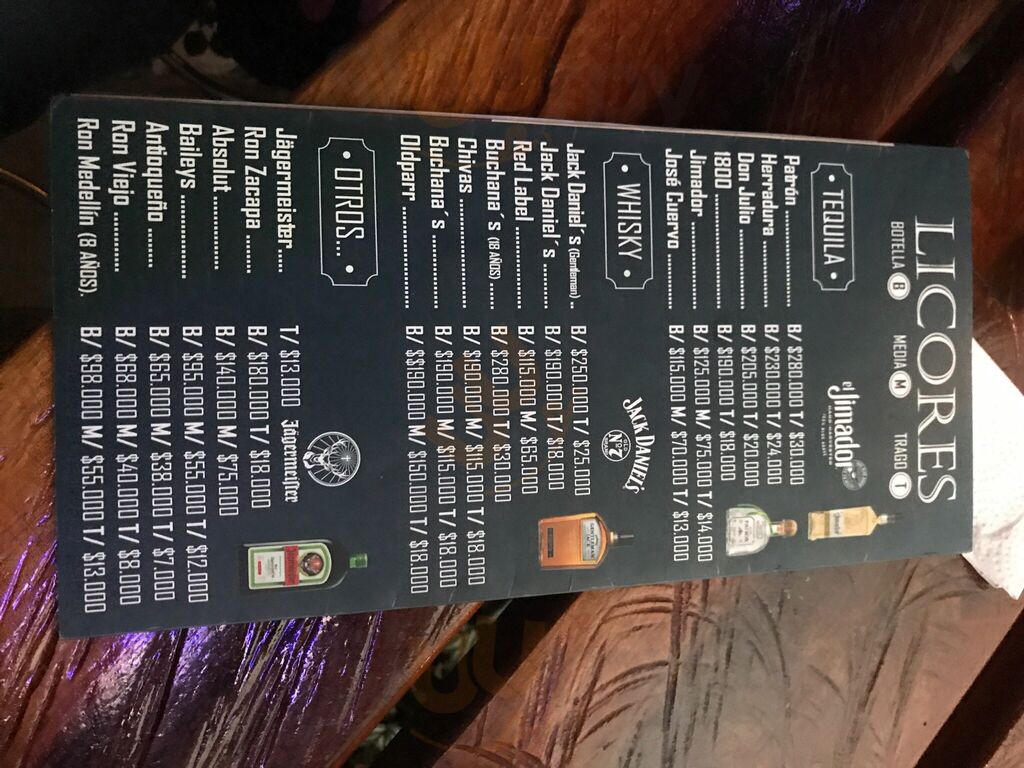 LICORES
BOTELLA B MEDIA M TRAGO T
TEQUILA
el Jimador
Patrón ............... B/ $280.000 T/ $30.000
Herradura ......... B/ $230.000 T/ $24.000
Don Julio ............ B/ $205.000 T/ $20.000
1800 .................. B/ $190.000 T/ $18.000
Jimador .............. B/ $125.000 M/ $75.000 T/ $14.000
José Cuervo ....... B/ $115.000 M/ $70.000 T/ $13.000
WHISKY
JACK DANIEL'S
OLD
No. 7
Jack Daniel´s (Gentleman) . B/ $250.000 T/ $25.000
Jack Daniel´s ........ B/ $190.000 T/ $18.000
Red Label .............. B/ $115.000 M/ $65.000
Buchana´s (18 AÑOS) ...... B/ $280.000 T/ $30.000
Chivas .................. B/ $190.000 M/ $115.000 T/ $18.000
Buchana´s ............. B/ $190.000 M/ $115.000 T/ $18.000
Oldparr ................. B/ $$190.000 M/ $150.000 T/ $18.000
OTROS...
Jägermeister
Jägermeister.... T/ $13.000
Ron Zacapa ....... B/ $180.000 T/ $18.000
Absolut .............. B/ $140.000 M/ $75.000
Baileys ............... B/ $95.000 M/ $55.000 T/ $12.000
Antioqueño ....... B/ $65.000 M/ $38.000 T/ $7.000
Ron Viejo .......... B/ $68.000 M/ $40.000 T/ $8.000
Ron Medellín (8 AÑOS). B/ $98.000 M/ $55.000 T/ $13.000